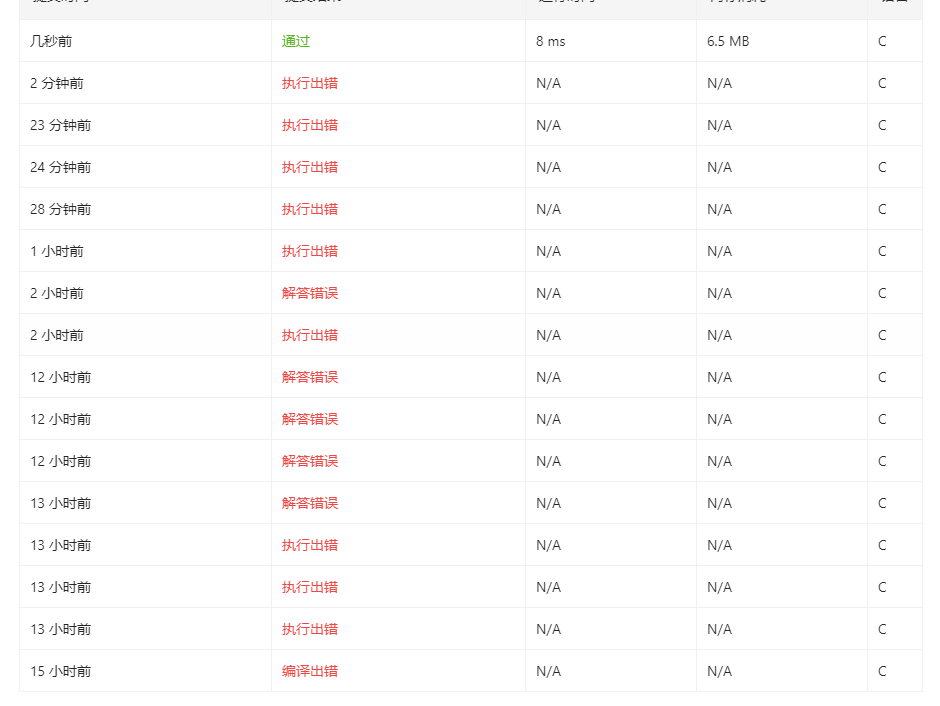 几秒前 通过 8 ms 6.5 MB C
2 分钟前 执行出错 N/A N/A C
23 分钟前 执行出错 N/A N/A C
24 分钟前 执行出错 N/A N/A C
28 分钟前 执行出错 N/A N/A C
1 小时前 执行出错 N/A N/A C
2 小时前 解答错误 N/A N/A C
2 小时前 执行出错 N/A N/A C
12 小时前 解答错误 N/A N/A C
12 小时前 解答错误 N/A N/A C
12 小时前 解答错误 N/A N/A C
13 小时前 解答错误 N/A N/A C
13 小时前 执行出错 N/A N/A C
13 小时前 执行出错 N/A N/A C
13 小时前 执行出错 N/A N/A C
15 小时前 编译出错 N/A N/A C